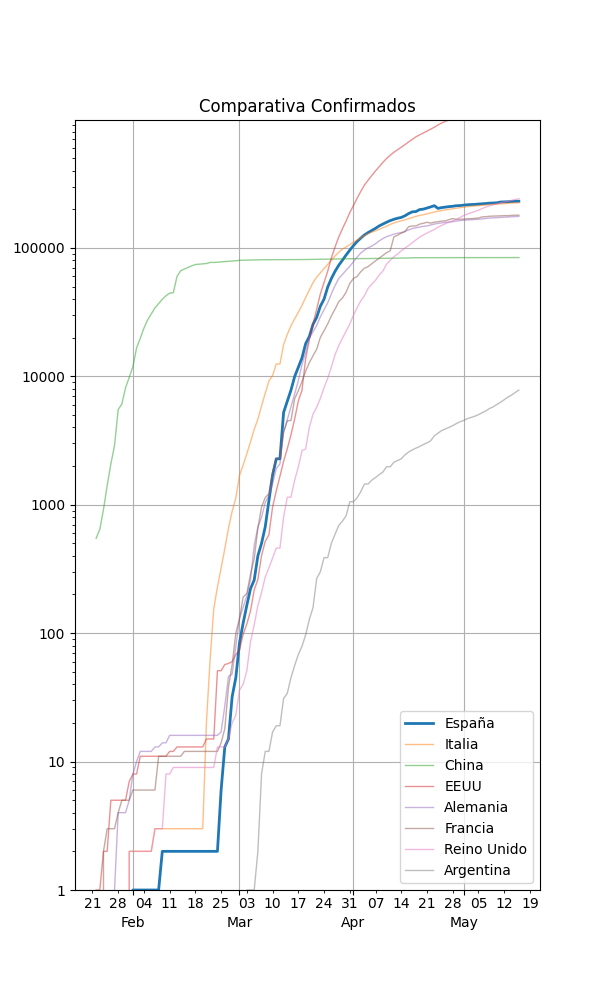 Comparativa Confirmados
100000
10000
1000
100
10
1
21 28 04 11 18 25 03 10 17 24 31 07 14 21 28 05 12 19
Feb Mar Apr May
España
Italia
China
EEUU
Alemania
Francia
Reino Unido
Argentina